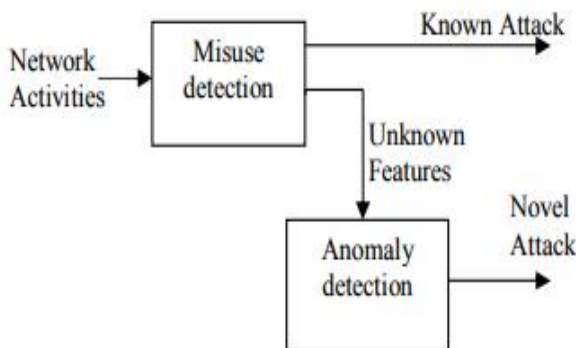 Network
Activities
Misuse
detection
Known Attack
Unknown
Features
Anomaly
detection
Novel
Attack